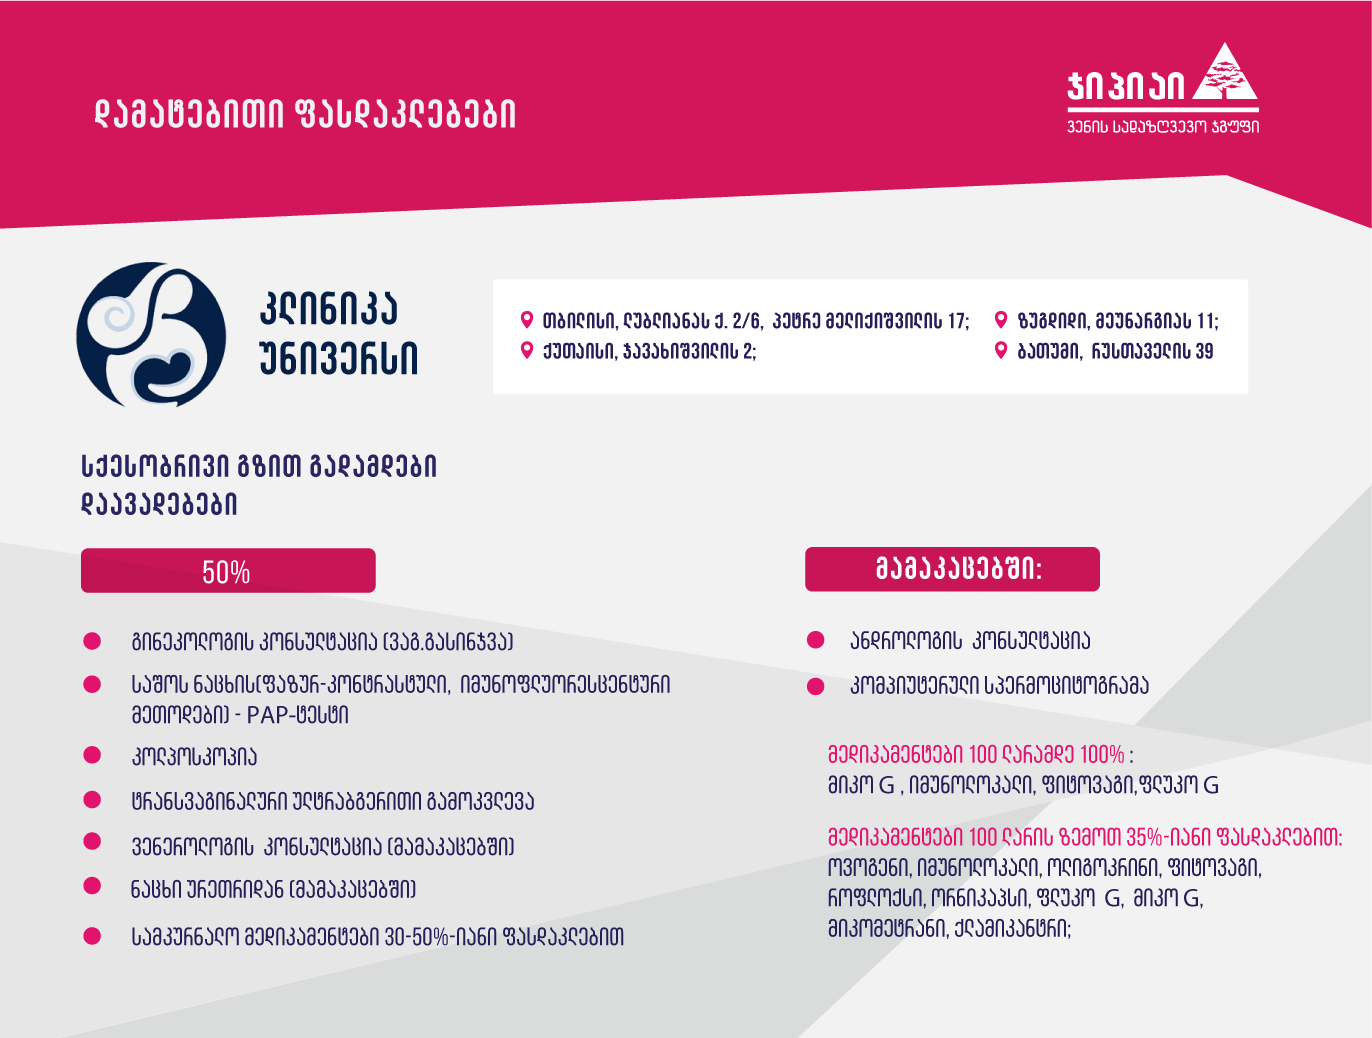 დამატებითი ფასდაკლებები
ჯიპიაი
ვენის სადაზღვევო ჯგუფი
კლინიკა
უნივერსი
თბილისი, ლუბლიანას ქ. 2/6, პეტრე მელიქიშვილის 17;
ქუთაისი, ჯავახიშვილის 2;
ზუგდიდი, მეუნარგიას 11;
ბათუმი, რუსთაველის 39
სქესობრივი გზით გადამდები
დაავადებები
50%
გინეკოლოგის კონსულტაცია (ვაგ.გასინჯვა)
საშოს ნაცხის(ფაზურ-კონტრასტული, იმუნოფლუორესცენტური
მეთოდები) - PAP-ტესტი
კოლპოსკოპია
ტრანსვაგინალური ულტრაბგერითი გამოკვლევა
ვენეროლოგის კონსულტაცია (მამაკაცებში)
ნაცხი ურეთრიდან (მამაკაცებში)
სამკურნალო მედიკამენტები 30-50%-იანი ფასდაკლებით
მამაკაცებში:
ანდროლოგის კონსულტაცია
კომპიუტერული სპერმოციტოგრამა
მედიკამენტები 100 ლარამდე 100% :
მიკო G , იმუნოლოკალი, ფიტოვაგი,ფლუკო G
მედიკამენტები 100 ლარის ზემოთ 35%-იანი ფასდაკლებით:
ოვოგენი, იმუნოლოკალი, ოლიგოკრინი, ფიტოვაგი,
როფლოქსი, ორნიკაპსი, ფლუკო G, მიკო G,
მიკომეტრანი, ქლამიკანტრი;